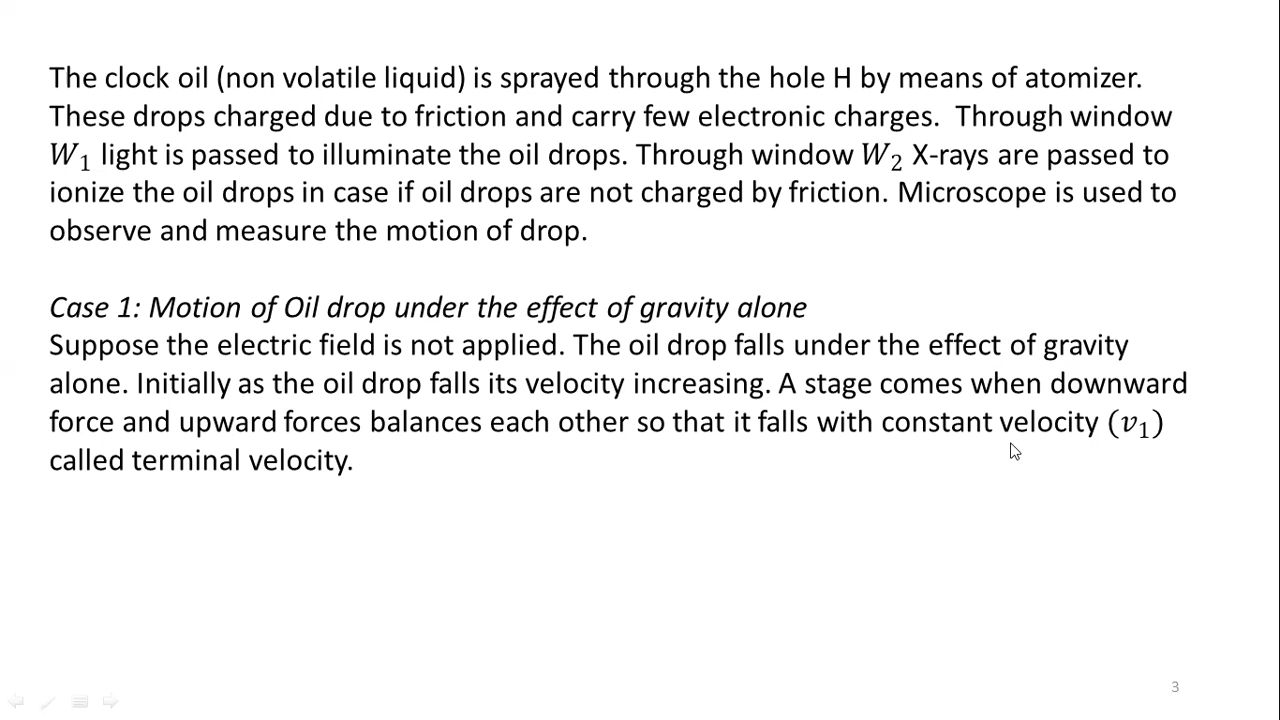 The clock oil (non volatile liquid) is sprayed through the hole H by means of atomizer.
These drops charged due to friction and carry few electronic charges.  Through window
𝑊₁ light is passed to illuminate the oil drops. Through window 𝑊₂ X-rays are passed to
ionize the oil drops in case if oil drops are not charged by friction. Microscope is used to
observe and measure the motion of drop.
Case 1: Motion of Oil drop under the effect of gravity alone
Suppose the electric field is not applied. The oil drop falls under the effect of gravity
alone. Initially as the oil drop falls its velocity increasing. A stage comes when downward
force and upward forces balances each other so that it falls with constant velocity (𝑣₁)
called terminal velocity.
3